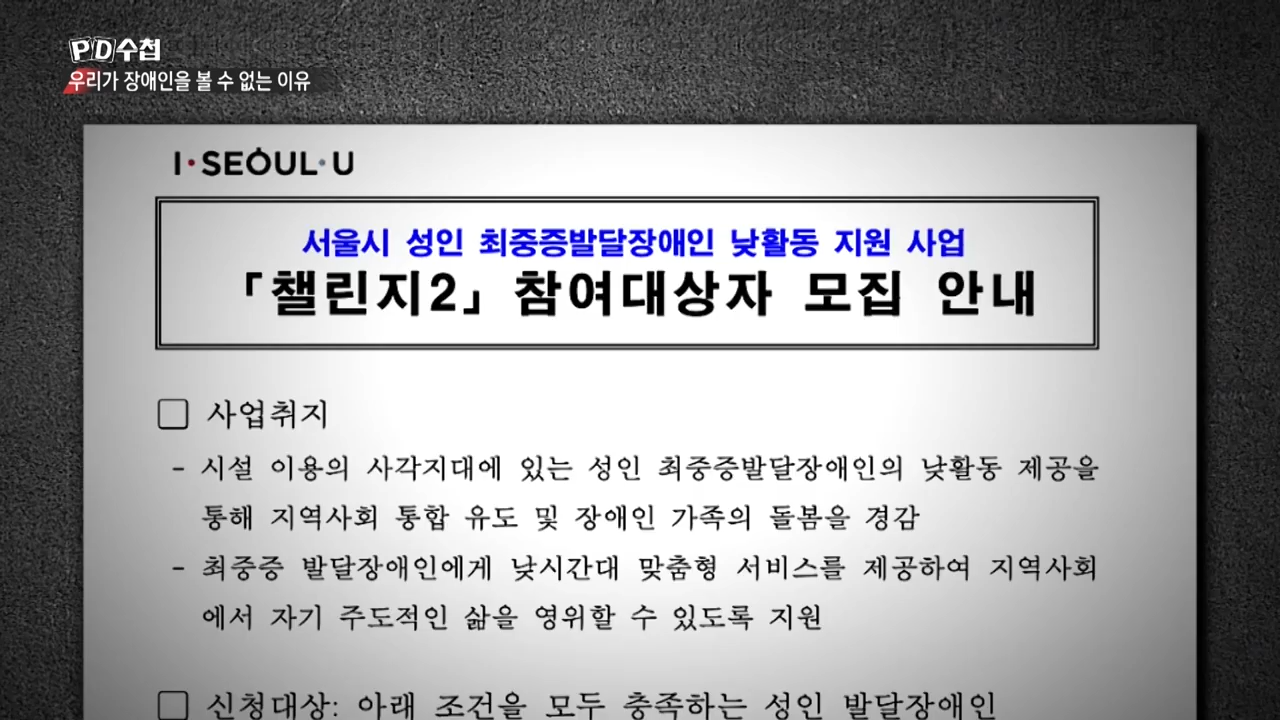 PD수첩
우리가 장애인을 볼 수 없는 이유
I·SEOUL·U
서울시 성인 최중증발달장애인 낮활동 지원 사업
「챌린지2」 참여대상자 모집 안내
□ 사업취지
- 시설 이용의 사각지대에 있는 성인 최중증발달장애인의 낮활동 제공을
통해 지역사회 통합 유도 및 장애인 가족의 돌봄을 경감
- 최중증 발달장애인에게 낮시간대 맞춤형 서비스를 제공하여 지역사회
에서 자기 주도적인 삶을 영위할 수 있도록 지원
□ 신청대상: 아래 조건을 모두 충족하는 성인 발달장애인